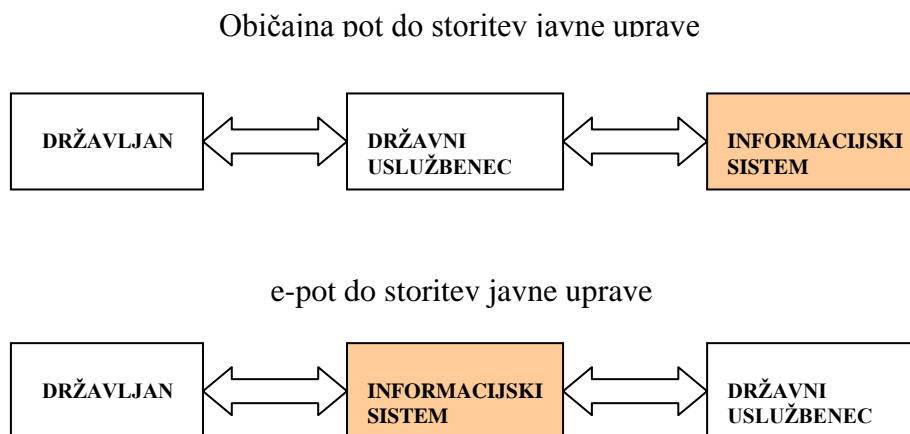 Običajna pot do storitev javne uprave
DRŽAVLJAN
DRŽAVNI
USLUŽBENEC
INFORMACIJSKI
SISTEM
e-pot do storitev javne uprave
DRŽAVLJAN
INFORMACIJSKI
SISTEM
DRŽAVNI
USLUŽBENEC